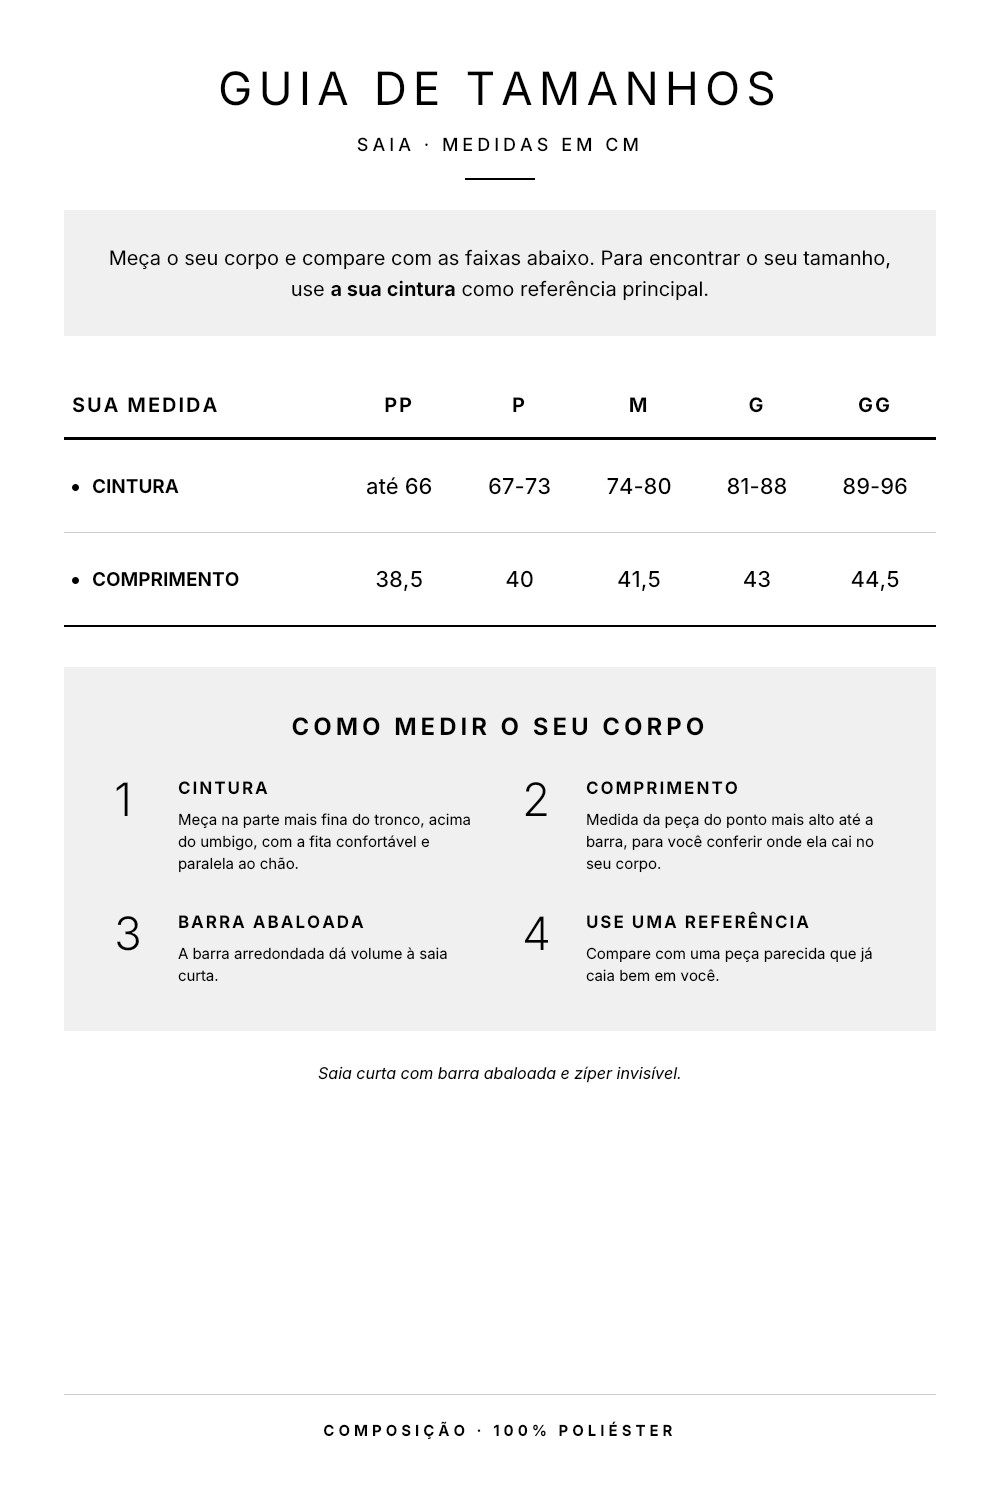 GUIA DE TAMANHOS
SAIA · MEDIDAS EM CM
Meça o seu corpo e compare com as faixas abaixo. Para encontrar o seu tamanho,
use a sua cintura como referência principal.
SUA MEDIDA PP P M G GG
• CINTURA até 66 67-73 74-80 81-88 89-96
• COMPRIMENTO 38,5 40 41,5 43 44,5
COMO MEDIR O SEU CORPO
1 CINTURA
Meça na parte mais fina do tronco, acima
do umbigo, com a fita confortável e
paralela ao chão.
2 COMPRIMENTO
Medida da peça do ponto mais alto até a
barra, para você conferir onde ela cai no
seu corpo.
3 BARRA ABALOADA
A barra arredondada dá volume à saia
curta.
4 USE UMA REFERÊNCIA
Compare com uma peça parecida que já
caia bem em você.
Saia curta com barra abaloada e zíper invisível.
COMPOSIÇÃO · 100% POLIÉSTER